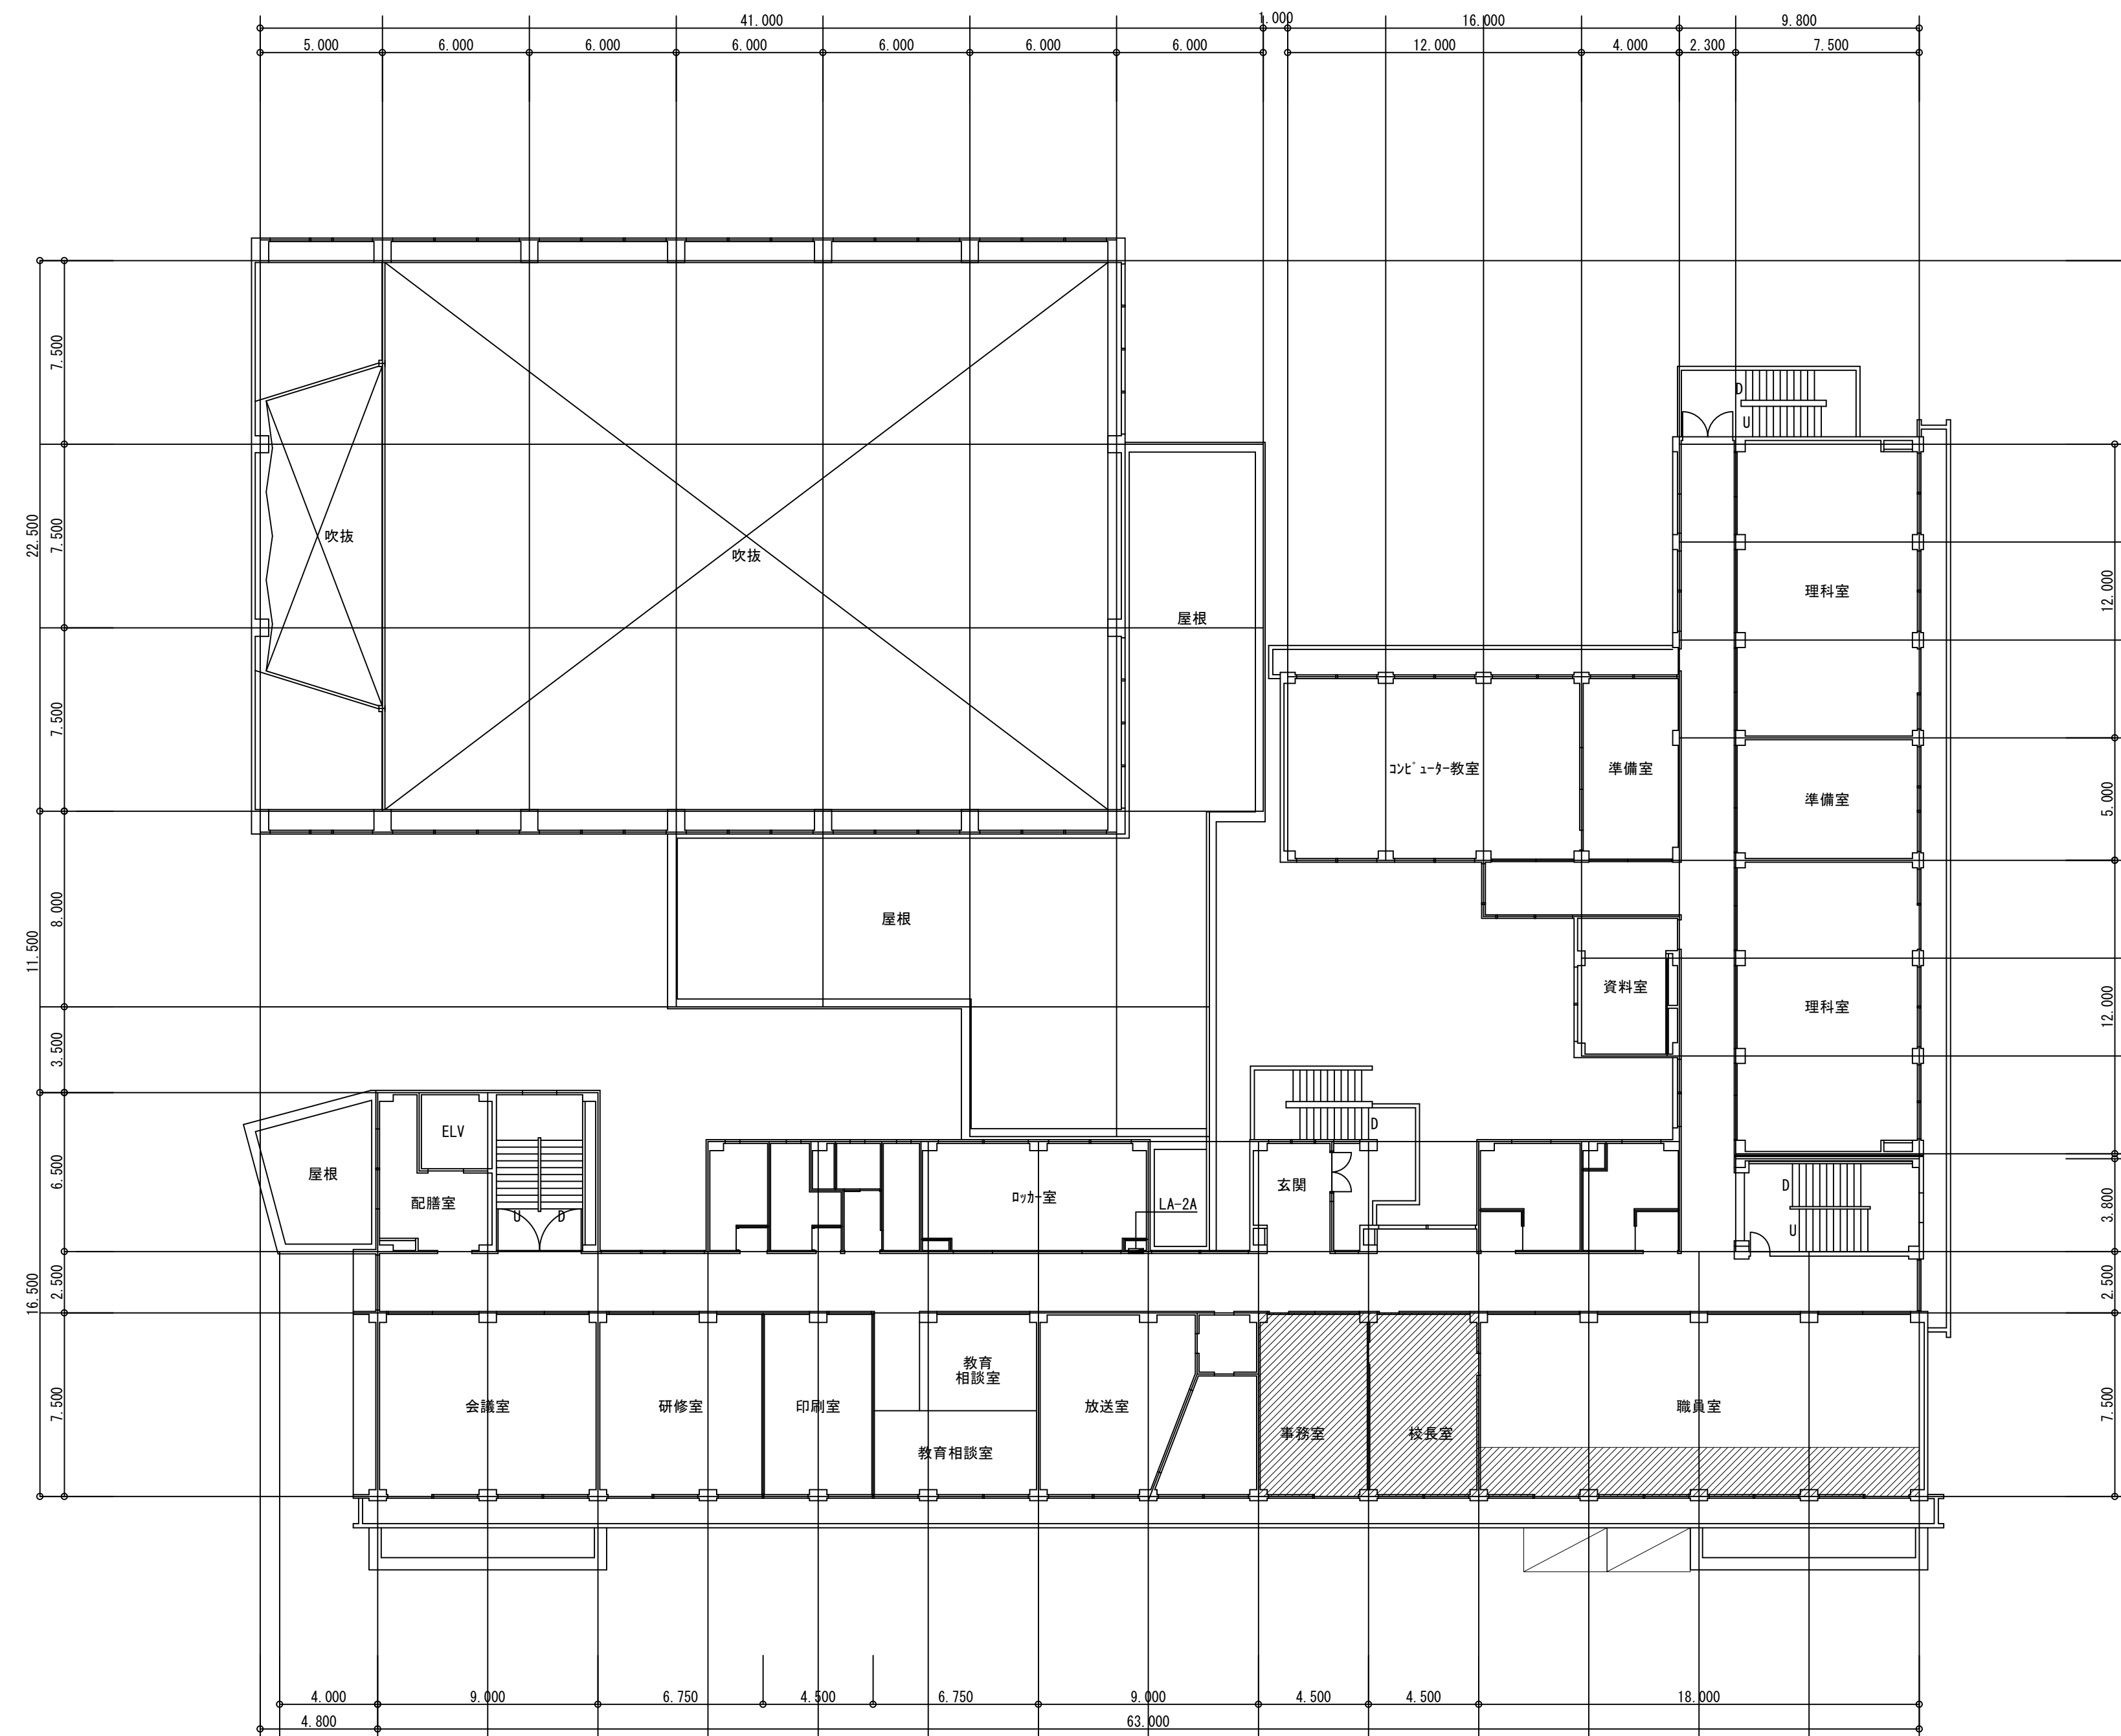 41.000
1.000
16.000
9.800
5.000
6.000
6.000
6.000
6.000
6.000
6.000
12.000
4.000
2.300
7.500
7.500
D
U
22.500
7.500
吹抜
吹抜
屋根
理科室
12.000
7.500
コンピューター教室
準備室
準備室
5.000
8.000
屋根
11.500
資料室
理科室
12.000
3.500
ELV
D
6.500
屋根
配膳室
U
D
ロッカー室
LA-2A
玄関
D
U
3.800
16.500
2.500
2.500
教育
相談室
7.500
会議室
研修室
印刷室
放送室
職員室
7.500
事務室
校長室
教育相談室
4.000
9.000
6.750
4.500
6.750
9.000
4.500
4.500
18.000
4.800
63.000